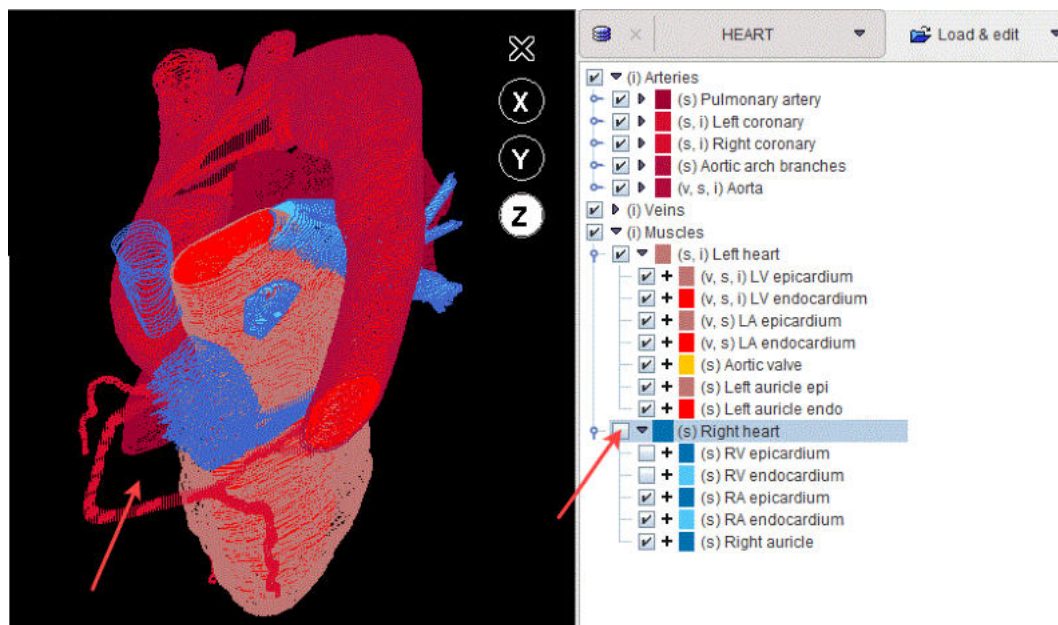 HEART
Load & edit
X
Y
Z
(i) Arteries
(s) Pulmonary artery
(s, i) Left coronary
(s, i) Right coronary
(s) Aortic arch branches
(v, s, i) Aorta
(i) Veins
(i) Muscles
(s, i) Left heart
(v, s, i) LV epicardium
(v, s, i) LV endocardium
(v, s) LA epicardium
(v, s) LA endocardium
(s) Aortic valve
(s) Left auricle epi
(s) Left auricle endo
(s) Right heart
(s) RV epicardium
(s) RV endocardium
(s) RA epicardium
(s) RA endocardium
(s) Right auricle